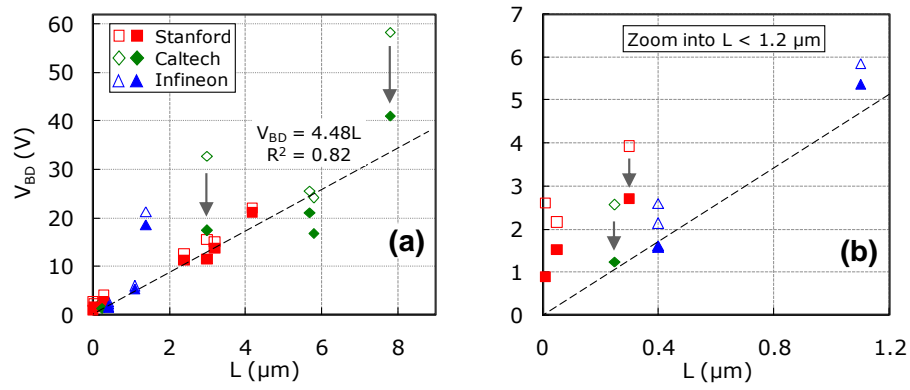 60
50
40
30
20
10
0
V_BD (V)
Stanford
Caltech
Infineon
V_BD = 4.48L
R² = 0.82
(a)
0 2 4 6 8
L (µm)
7
6
5
4
3
2
1
0
Zoom into L < 1.2 µm
(b)
0 0.4 0.8 1.2
L (µm)